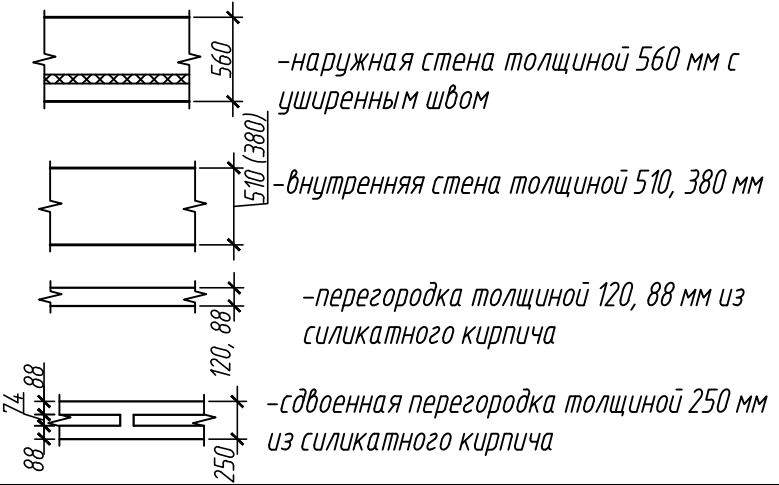 560
-наружная стена толщиной 560 мм с
уширенным швом
510 (380)
-внутренняя стена толщиной 510, 380 мм
120, 88
-перегородка толщиной 120, 88 мм из
силикатного кирпича
88
74
88
250
-сдвоенная перегородка толщиной 250 мм
из силикатного кирпича